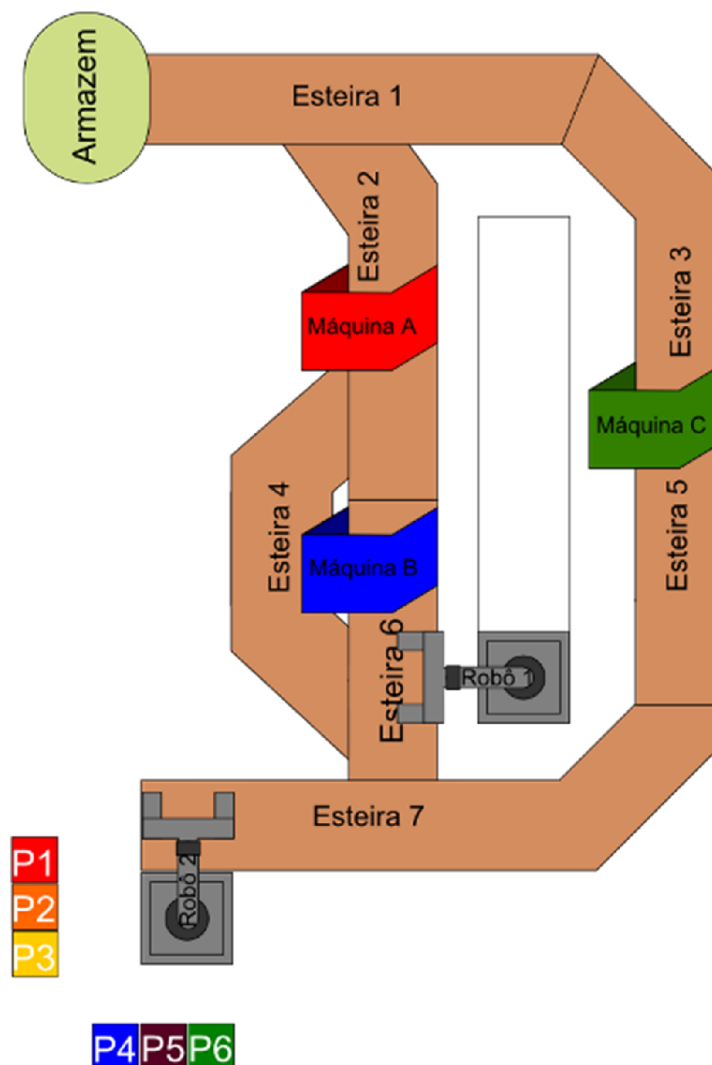 Armazem
Esteira 1
Esteira 2
Esteira 3
Máquina A
Máquina C
Esteira 4
Esteira 5
Máquina B
Esteira 6
Robô 1
Esteira 7
Robô 2
P1
P2
P3
P4 P5 P6